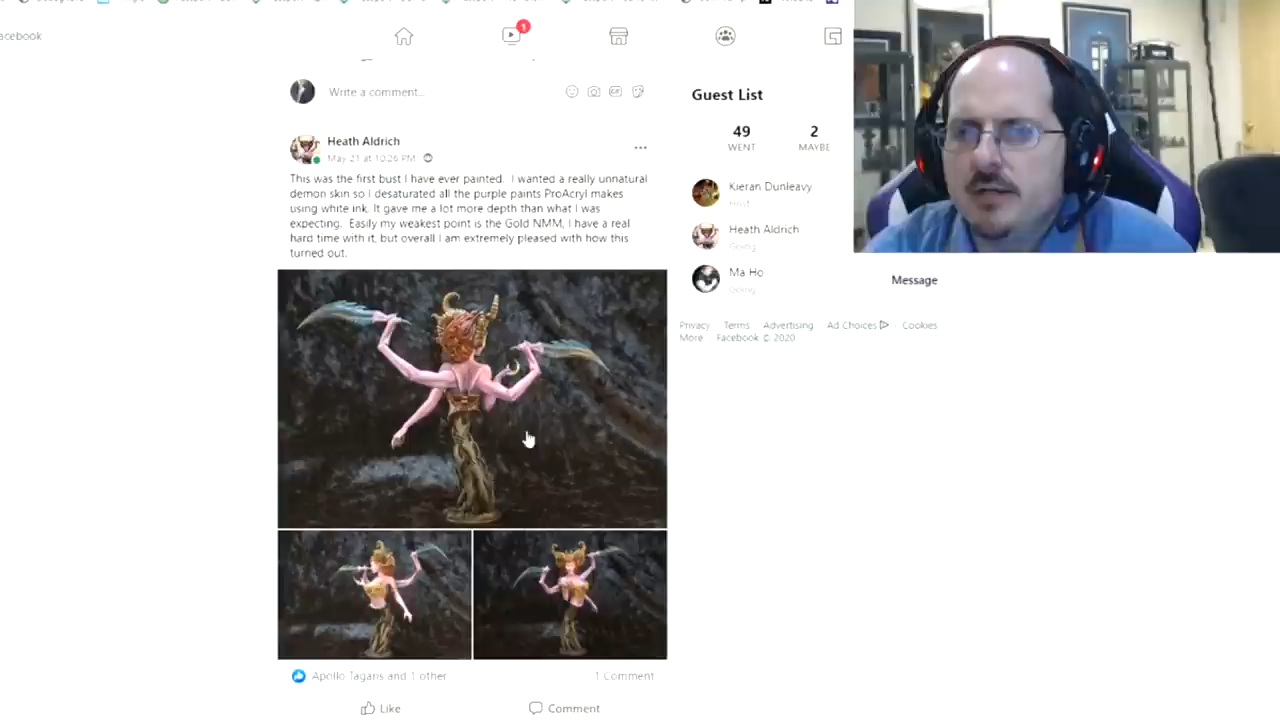 acebook
1
Write a comment...
GIF
Heath Aldrich
May 21 at 10:26 PM
This was the first bust I have ever painted. I wanted a really unnatural
demon skin so I desaturated all the purple paints ProAcryl makes
using white ink. It gave me a lot more depth than what I was
expecting. Easily my weakest point is the Gold NMM, I have a real
hard time with it, but overall I am extremely pleased with how this
turned out.
Apollo Tagaris and 1 other
1 Comment
Like
Comment
Guest List
49
2
WENT
MAYBE
Kieran Dunleavy
Host
Heath Aldrich
Going
Ma Ho
Going
Message
Privacy Terms Advertising Ad Choices Cookies
More Facebook © 2020